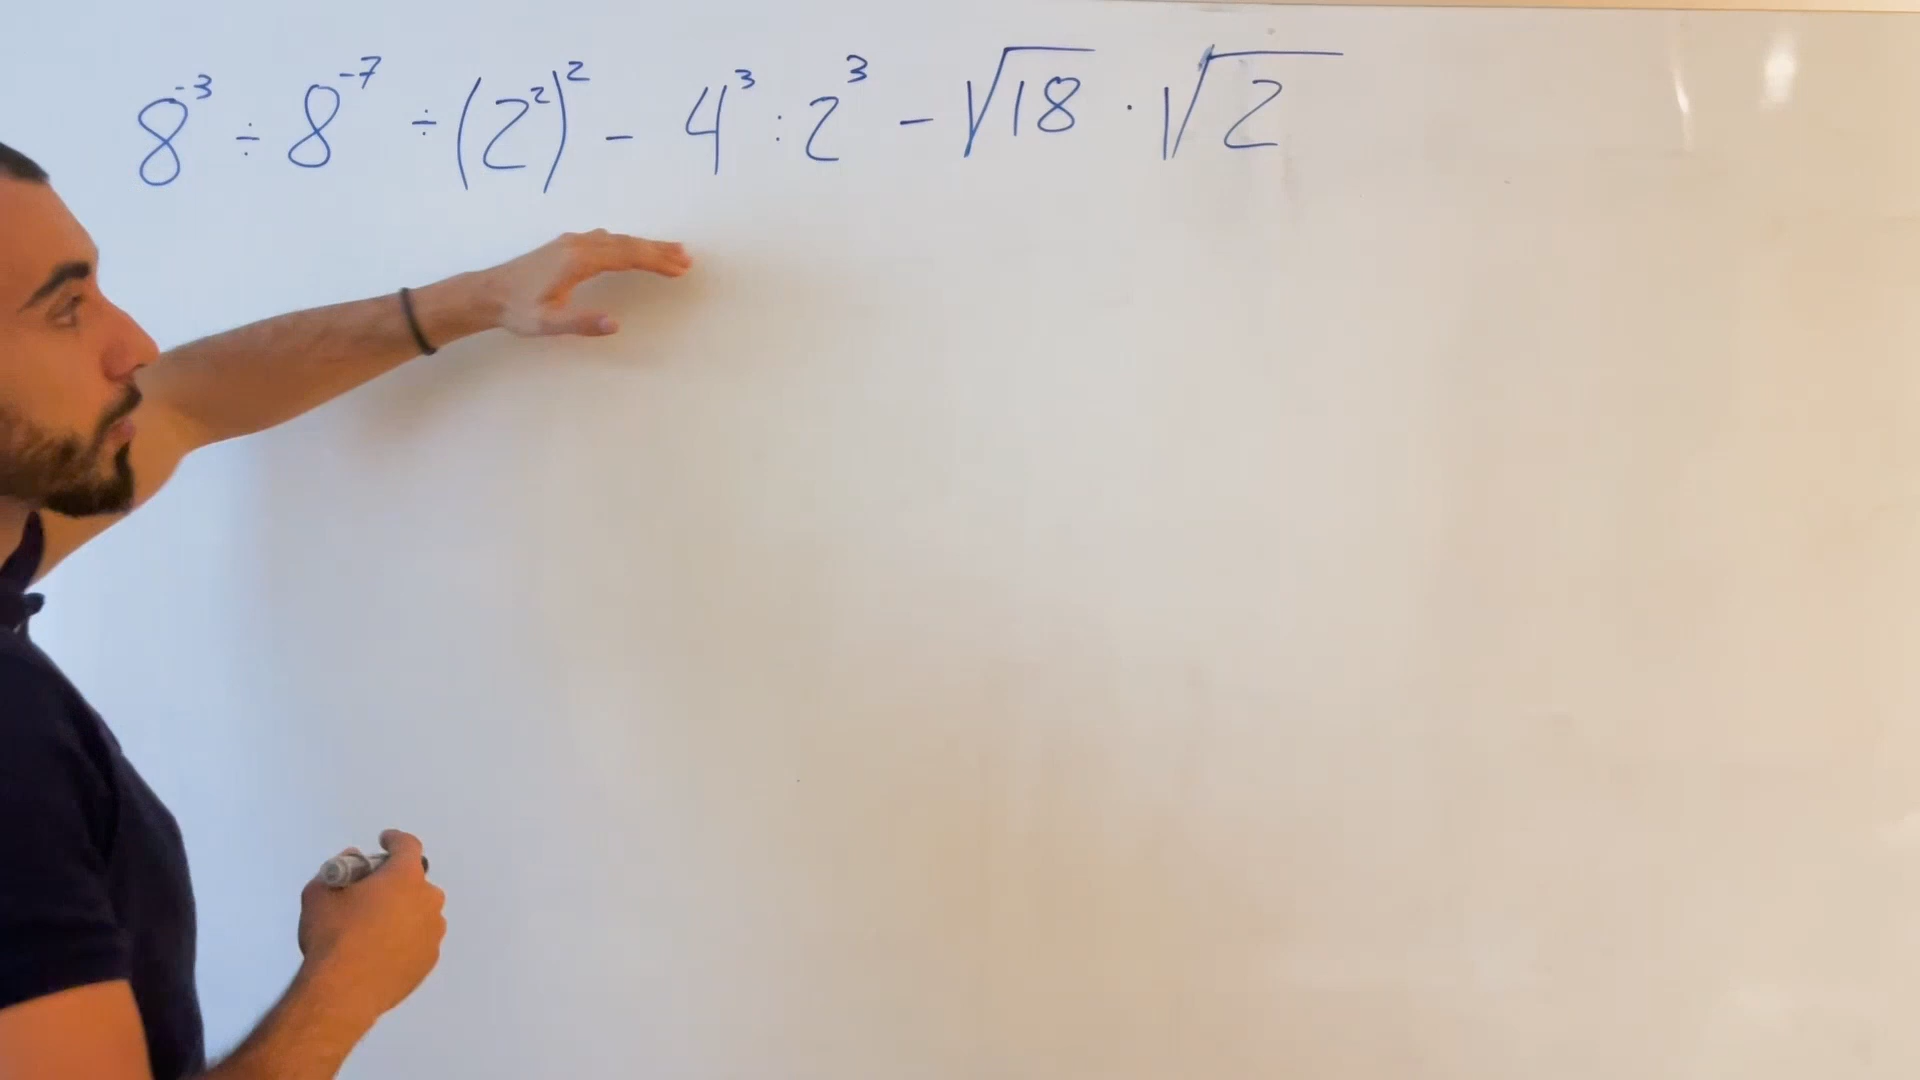 8⁻³ ÷ 8⁻⁷ ÷ (2²)² - 4³ : 2³ - √18 · √2